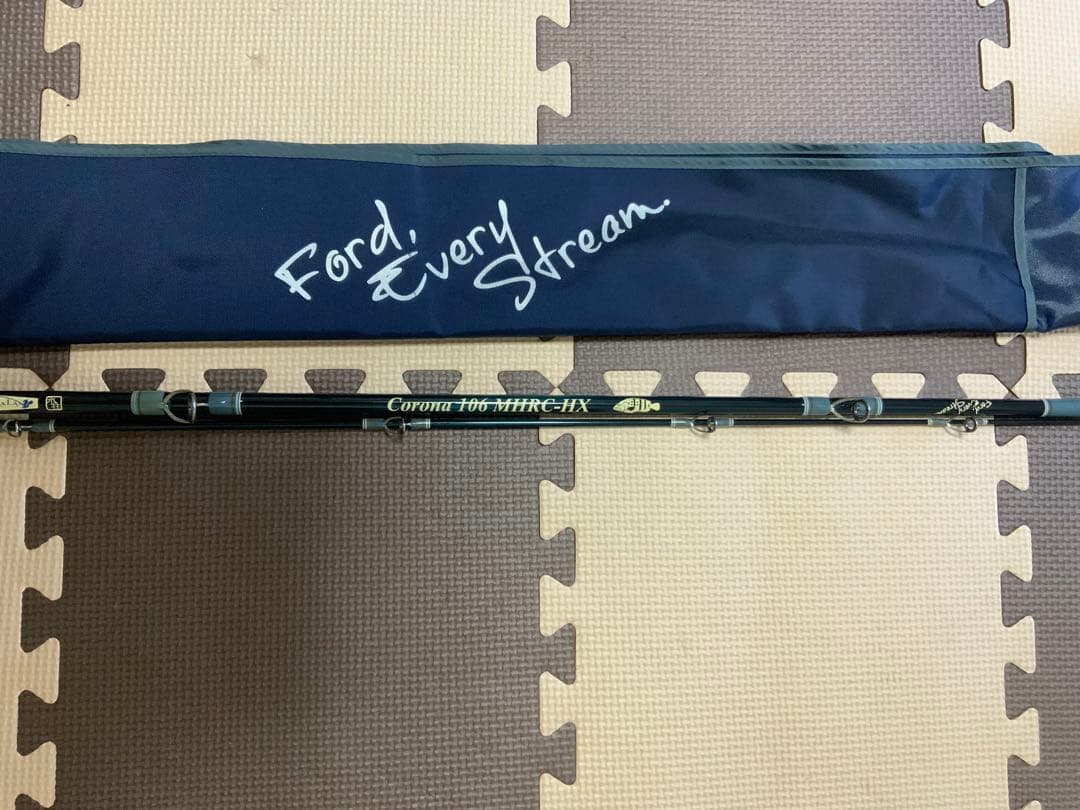 Ford,
Every
Stream.
Corona 106 MHRC-HX